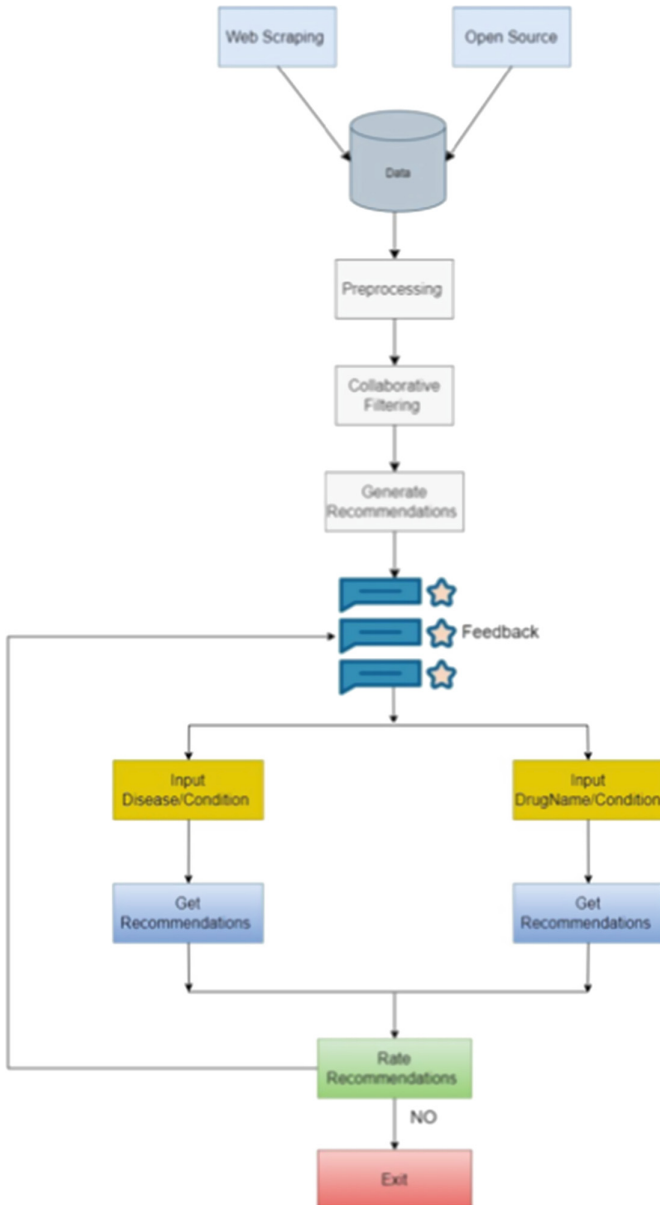 Web Scraping
Open Source
Data
Preprocessing
Collaborative
Filtering
Generate
Recommendations
Feedback
Input
Disease/Condition
Input
DrugName/Condition
Get
Recommendations
Get
Recommendations
Rate
Recommendations
NO
Exit